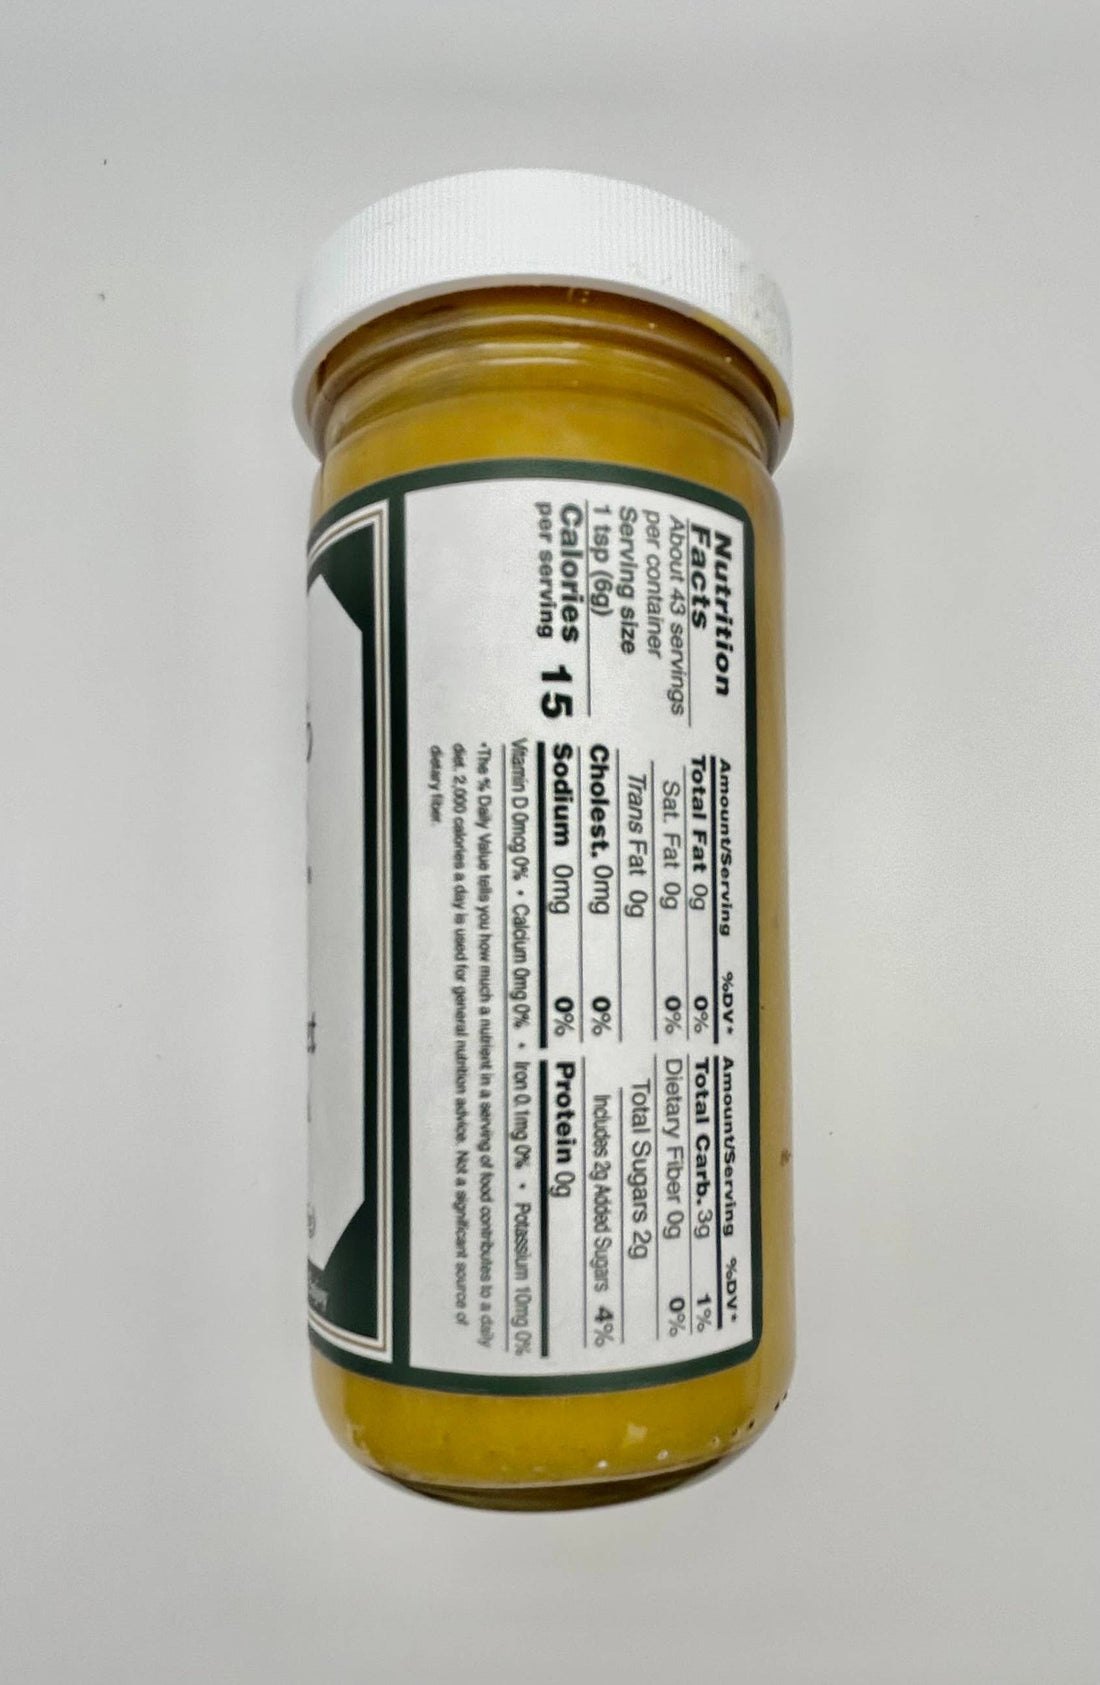 Nutrition
Facts
About 43 servings
per container
Serving size
1 tsp (6g)
Calories 15
per serving
Amount/Serving %DV*
Total Fat 0g 0%
Sat. Fat 0g 0%
Trans Fat 0g
Cholest. 0mg 0%
Sodium 0mg 0%
Amount/Serving %DV*
Total Carb. 3g 1%
Dietary Fiber 0g 0%
Total Sugars 2g
Includes 2g Added Sugars 4%
Protein 0g
Vitamin D 0mcg 0% • Calcium 0mg 0% • Iron 0.1mg 0% • Potassium 10mg 0%
*The % Daily Value tells you how much a nutrient in a serving of food contributes to a daily
diet. 2,000 calories a day is used for general nutrition advice. Not a significant source of
dietary fiber.